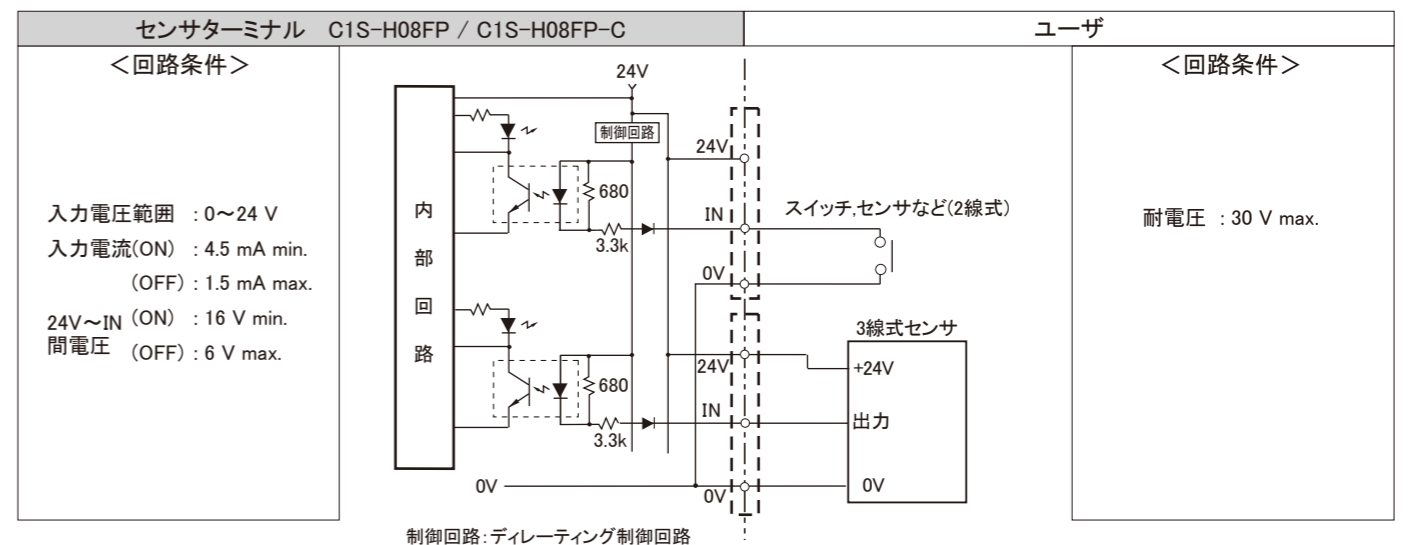 センサターミナル C1S-H08FP / C1S-H08FP-C
ユーザ
<回路条件>
入力電圧範囲 : 0~24 V
入力電流(ON) : 4.5 mA min.
(OFF) : 1.5 mA max.
24V~IN間電圧 (ON) : 16 V min.
(OFF) : 6 V max.
24V
制御回路
内部回路
680
3.3k
24V
IN
0V
スイッチ,センサなど(2線式)
680
3.3k
24V
IN
0V
0V
3線式センサ
+24V
出力
0V
<回路条件>
耐電圧 : 30 V max.
制御回路:ディレーティング制御回路